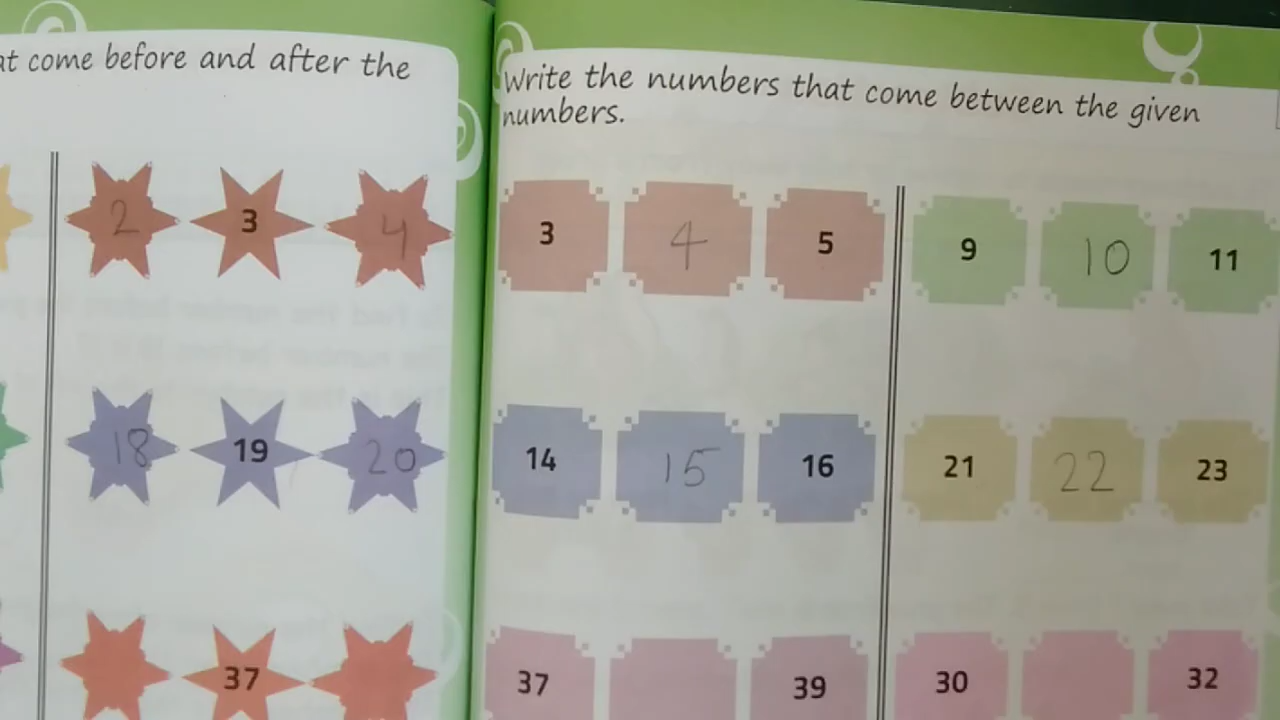 at come before and after the
2 3 4
18 19 20
37
Write the numbers that come between the given
numbers.
3 4 5 9 10 11
14 15 16 21 22 23
37 39 30 32